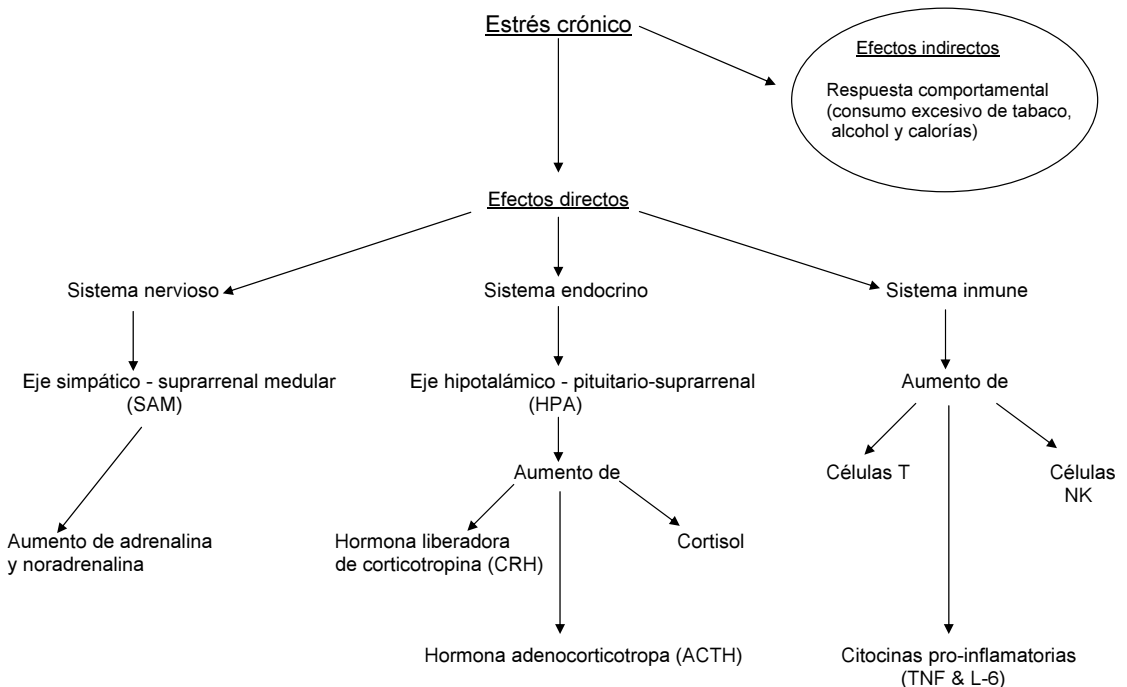 Estrés crónico
Efectos indirectos
Respuesta comportamental
(consumo excesivo de tabaco,
alcohol y calorías)
Efectos directos
Sistema nervioso
Sistema endocrino
Sistema inmune
Eje simpático - suprarrenal medular
(SAM)
Eje hipotalámico - pituitario-suprarrenal
(HPA)
Aumento de
Aumento de
Células T
Células
NK
Aumento de adrenalina
y noradrenalina
Hormona liberadora
de corticotropina (CRH)
Cortisol
Hormona adenocorticotropa (ACTH)
Citocinas pro-inflamatorias
(TNF & L-6)